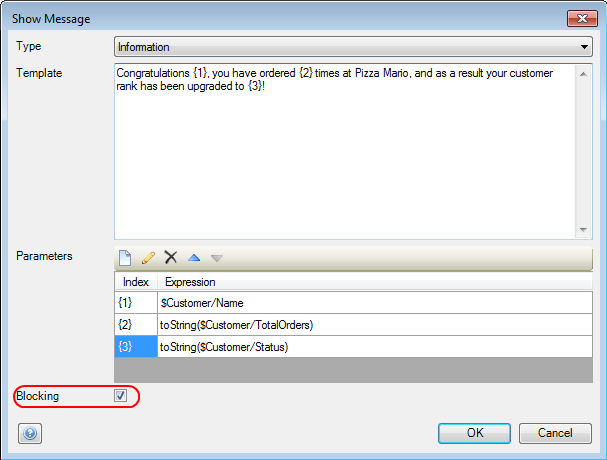 Show Message
Type
Information
Template
Congratulations {1}, you have ordered {2} times at Pizza Mario, and as a result your customer
rank has been upgraded to {3}!
Parameters
Index Expression
{1} $Customer/Name
{2} toString($Customer/TotalOrders)
{3} toString($Customer/Status)
Blocking
OK Cancel